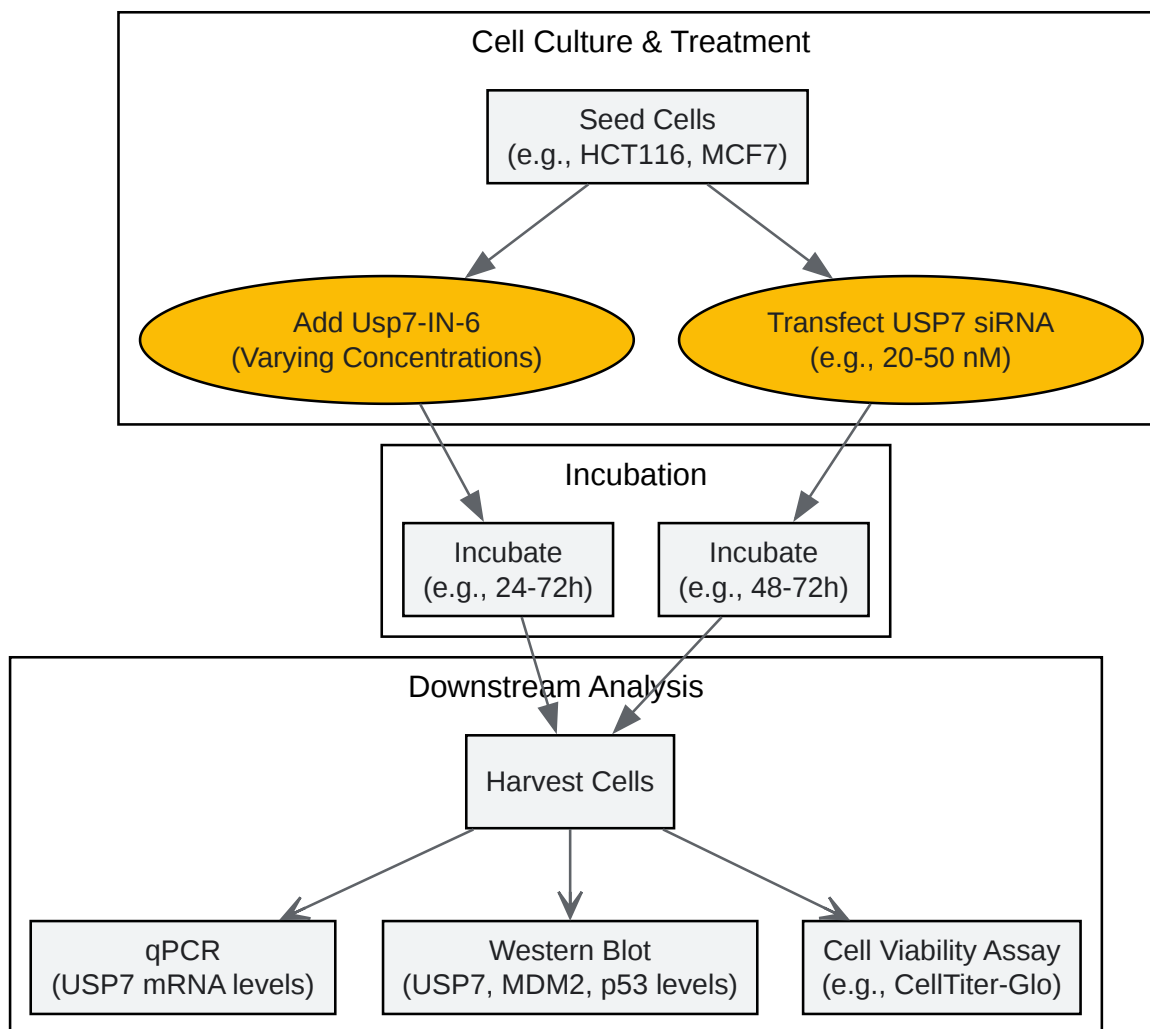 Cell Culture & Treatment
Seed Cells
(e.g., HCT116, MCF7)
Add Usp7-IN-6
(Varying Concentrations)
Transfect USP7 siRNA
(e.g., 20-50 nM)
Incubation
Incubate
(e.g., 24-72h)
Incubate
(e.g., 48-72h)
Downstream Analysis
Harvest Cells
qPCR
(USP7 mRNA levels)
Western Blot
(USP7, MDM2, p53 levels)
Cell Viability Assay
(e.g., CellTiter-Glo)